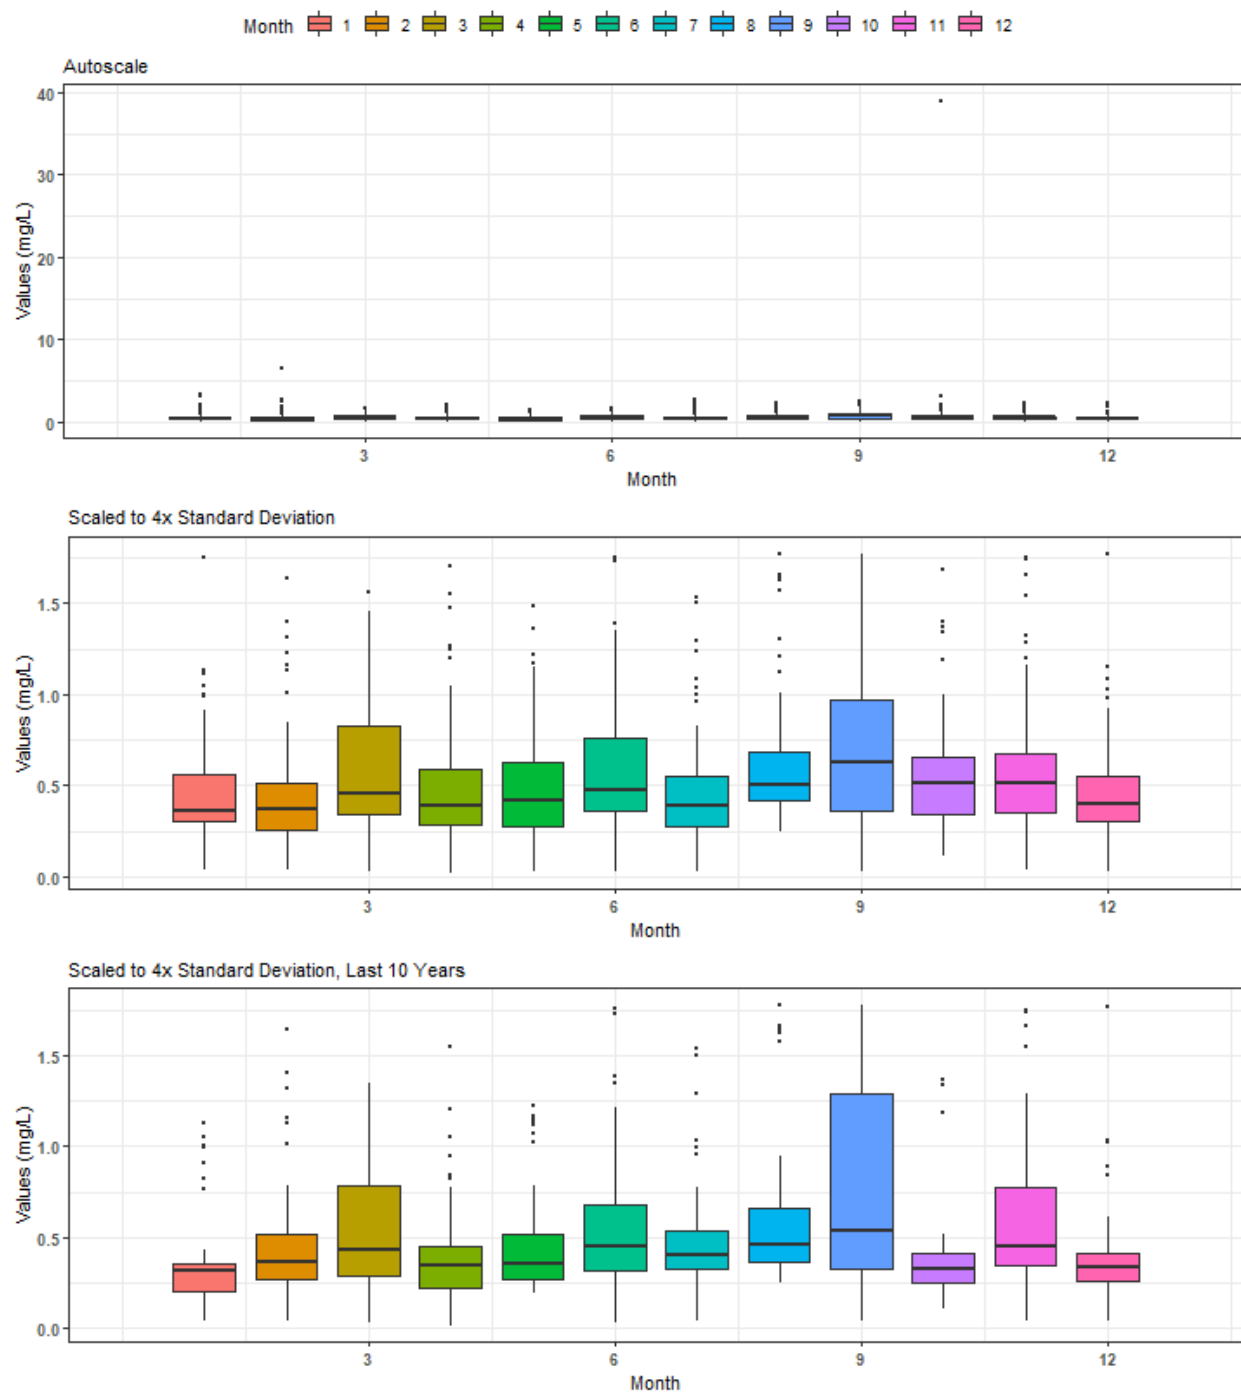 Month 1 2 3 4 5 6 7 8 9 10 11 12
Autoscale
40
30
20
10
0
Values (mg/L)
3 6 9 12
Month
Scaled to 4x Standard Deviation
1.5
1.0
0.5
0.0
Values (mg/L)
3 6 9 12
Month
Scaled to 4x Standard Deviation, Last 10 Years
1.5
1.0
0.5
0.0
Values (mg/L)
3 6 9 12
Month